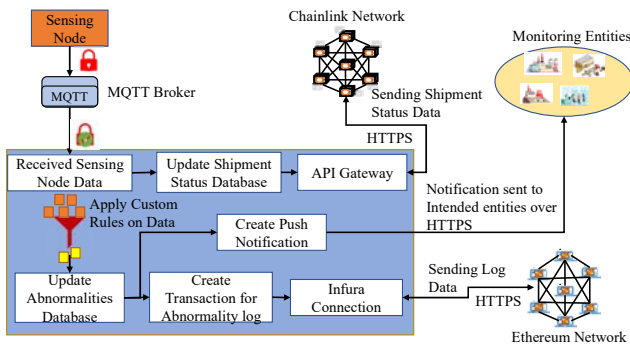 Sensing
Node
MQTT
MQTT Broker
Chainlink Network
Sending Shipment
Status Data
HTTPS
Monitoring Entities
Received Sensing
Node Data
Update Shipment
Status Database
API Gateway
Apply Custom
Rules on Data
Create Push
Notification
Notification sent to
Intended entities over
HTTPS
Update
Abnormalities
Database
Create
Transaction for
Abnormality log
Infura
Connection
Sending Log
Data
HTTPS
Ethereum Network